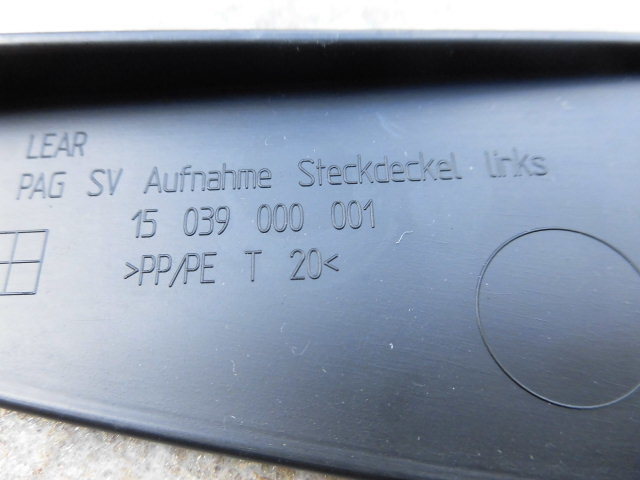 LEAR
PAG SV Aufnahme Steckdeckel links
15 039 000 001
>PP/PE T 20<